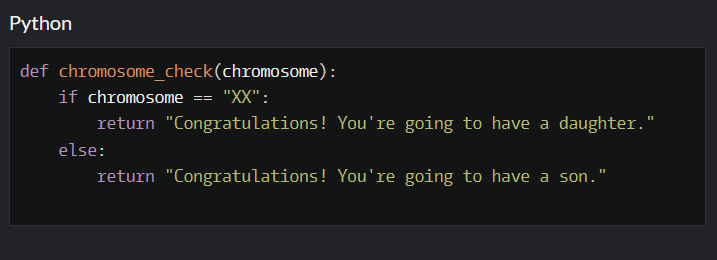 Python
def chromosome_check(chromosome):
    if chromosome == "XX":
        return "Congratulations! You're going to have a daughter."
    else:
        return "Congratulations! You're going to have a son."